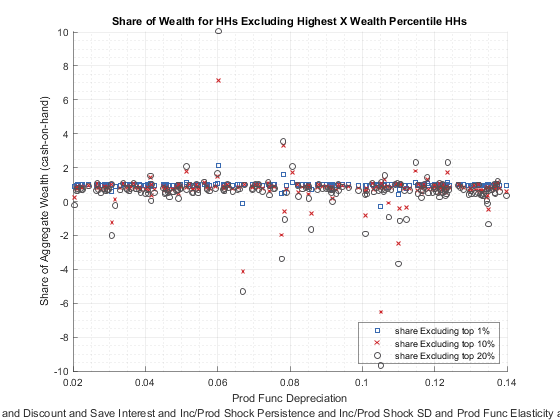 Share of Wealth for HHs Excluding Highest X Wealth Percentile HHs
Share of Aggregate Wealth (cash-on-hand)
10
8
6
4
2
0
-2
-4
-6
-8
-10
share Excluding top 1%
share Excluding top 10%
share Excluding top 20%
0.02 0.04 0.06 0.08 0.1 0.12 0.14
Prod Func Depreciation
and Discount and Save Interest and Inc/Prod Shock Persistence and Inc/Prod Shock SD and Prod Func Elasticity a